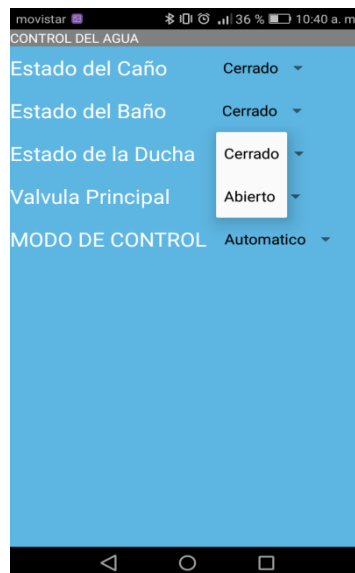 movistar 36 % 10:40 a. m
CONTROL DEL AGUA
Estado del Caño Cerrado
Estado del Baño Cerrado
Estado de la Ducha Cerrado
Valvula Principal Abierto
MODO DE CONTROL Automatico